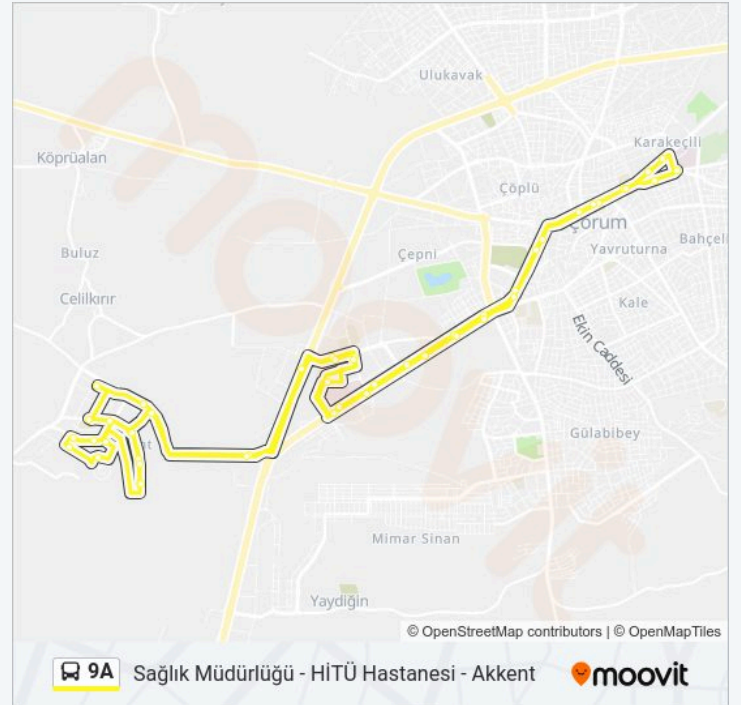 Ulukavak
Karakeçili
Köprüalan
Çöplü
Çorum
Yavruturna
Bahçeli
Buluz
Çepni
Celilkırır
Kale
Ekin Caddesi
Gülabibey
Mimar Sinan
Yaydiğin
© OpenStreetMap contributors | © OpenMapTiles
9A Sağlık Müdürlüğü - HİTÜ Hastanesi - Akkent moovit
moovit